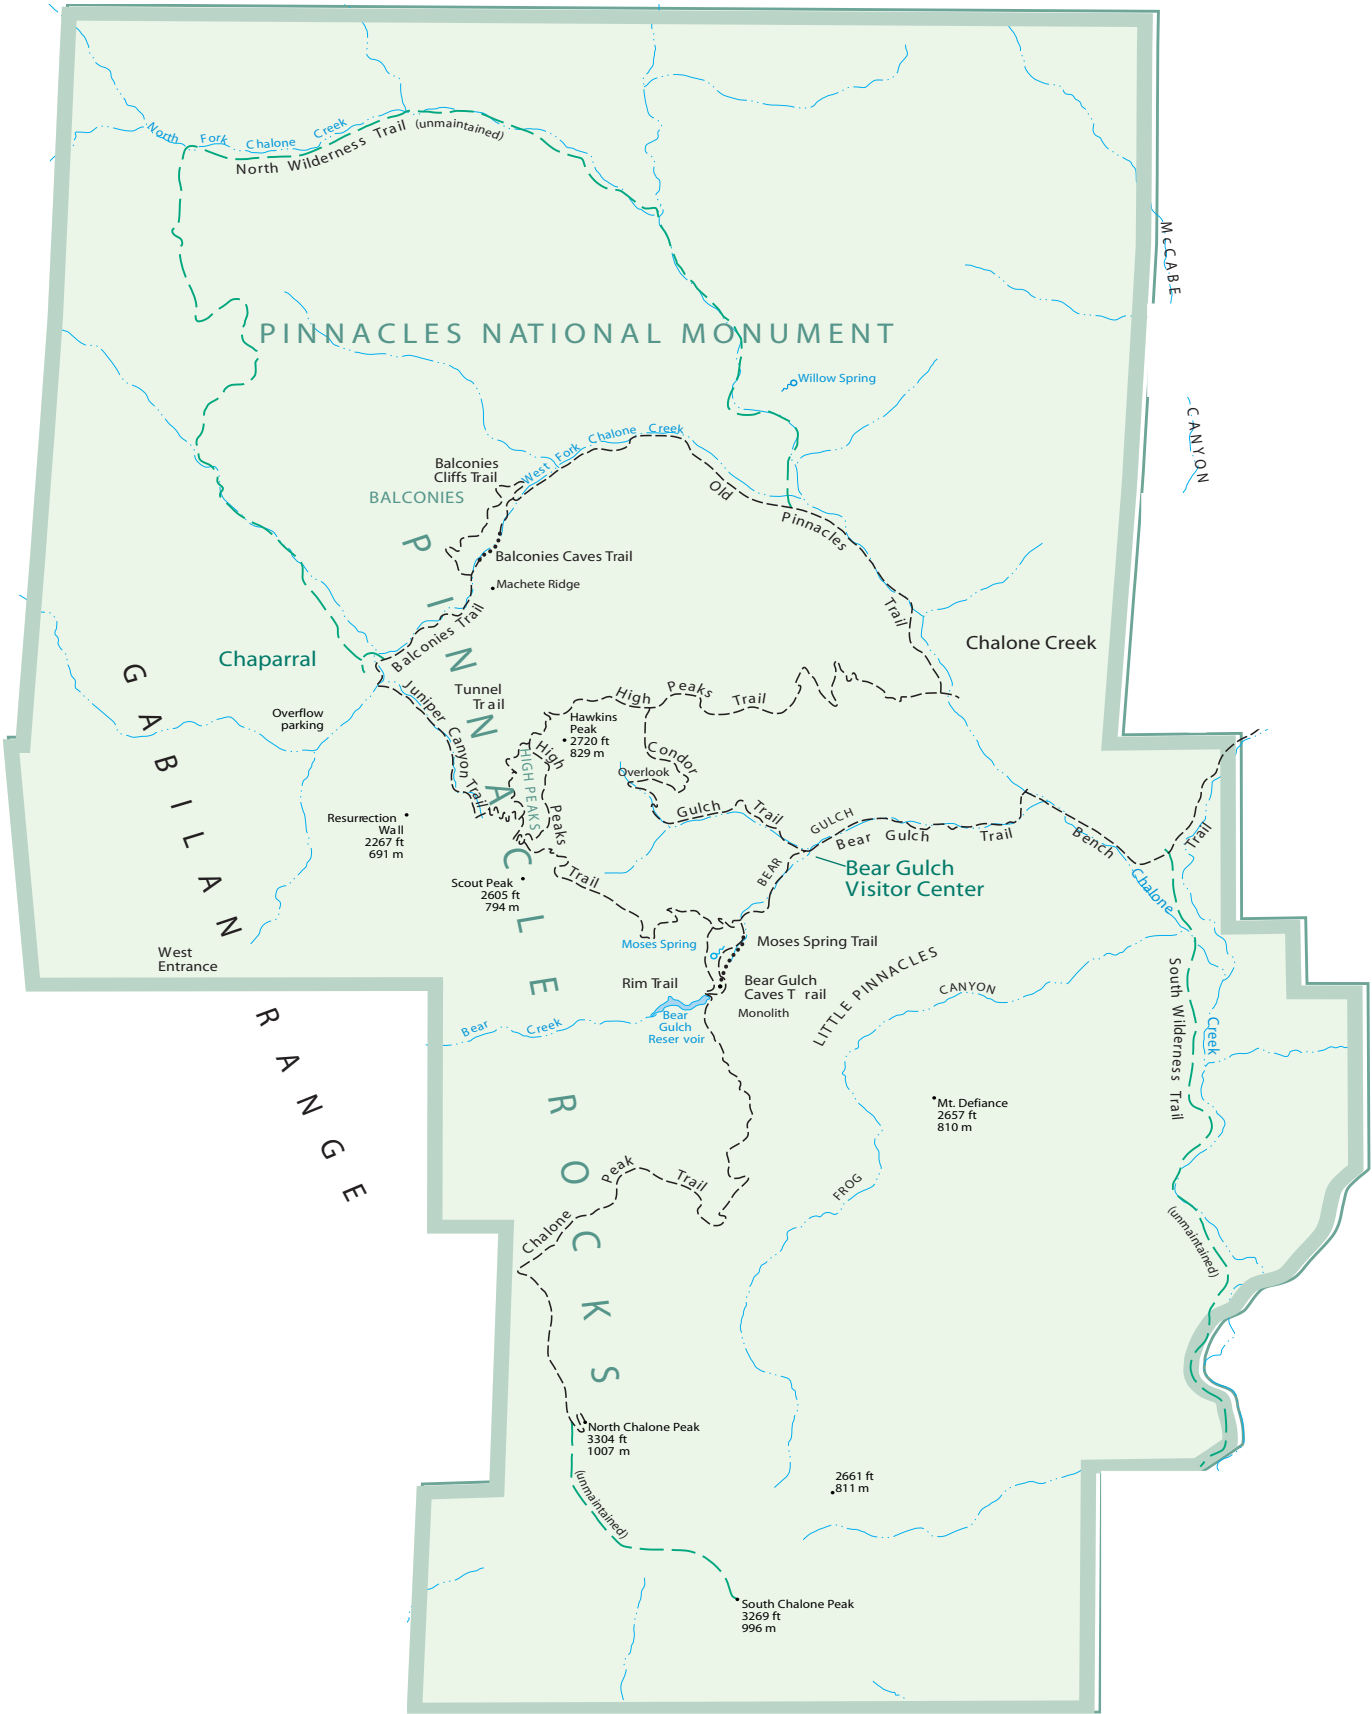 North Fork Chalone Creek
North Wilderness Trail (unmaintained)
McCABE
CANYON
PINNACLES NATIONAL MONUMENT
Willow Spring
West Fork Chalone Creek
Balconies
Cliffs Trail
BALCONIES
Old Pinnacles Trail
Balconies Caves Trail
Machete Ridge
Balconies Trail
Chalone Creek
Chaparral
PINNACLE ROCKS
GABILAN RANGE
Juniper Canyon Trail
Tunnel
Trail
High Peaks Trail
Overflow
parking
Hawkins
Peak
2720 ft
829 m
High Peaks Trail
HIGH PEAKS
Condor Gulch Trail
Overlook
Resurrection
Wall
2267 ft
691 m
BEAR GULCH
Bear Gulch Trail
Bench Trail
Bear Gulch
Visitor Center
Scout Peak
2605 ft
794 m
Chalone Creek
West
Entrance
Moses Spring
Moses Spring Trail
Rim Trail
Bear Gulch
Caves T rail
Monolith
LITTLE PINNACLES
Bear Creek
Bear
Gulch
Reser voir
FROG CANYON
South Wilderness Trail (unmaintained)
Mt. Defiance
2657 ft
810 m
Chalone Peak Trail
North Chalone Peak
3304 ft
1007 m
(unmaintained)
2661 ft
811 m
South Chalone Peak
3269 ft
996 m